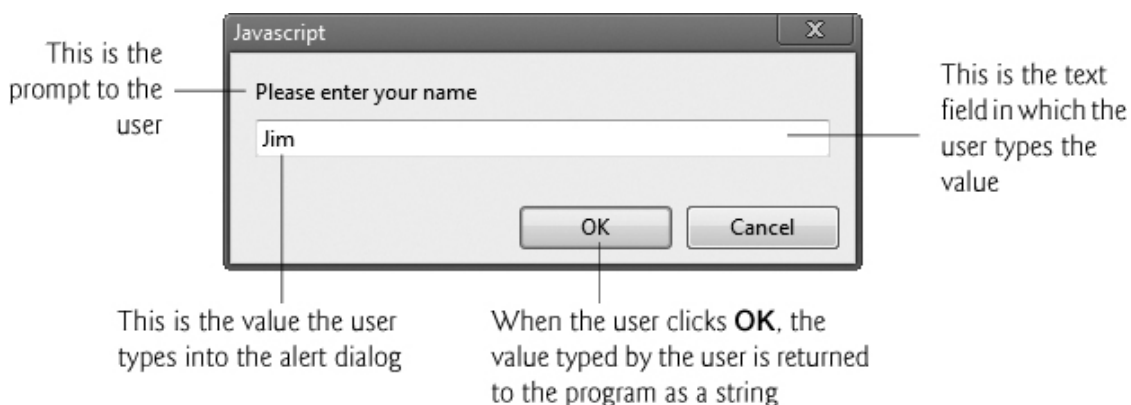 Javascript
X
This is the
prompt to the
user
Please enter your name
Jim
This is the text
field in which the
user types the
value
OK
Cancel
This is the value the user
types into the alert dialog
When the user clicks OK, the
value typed by the user is returned
to the program as a string